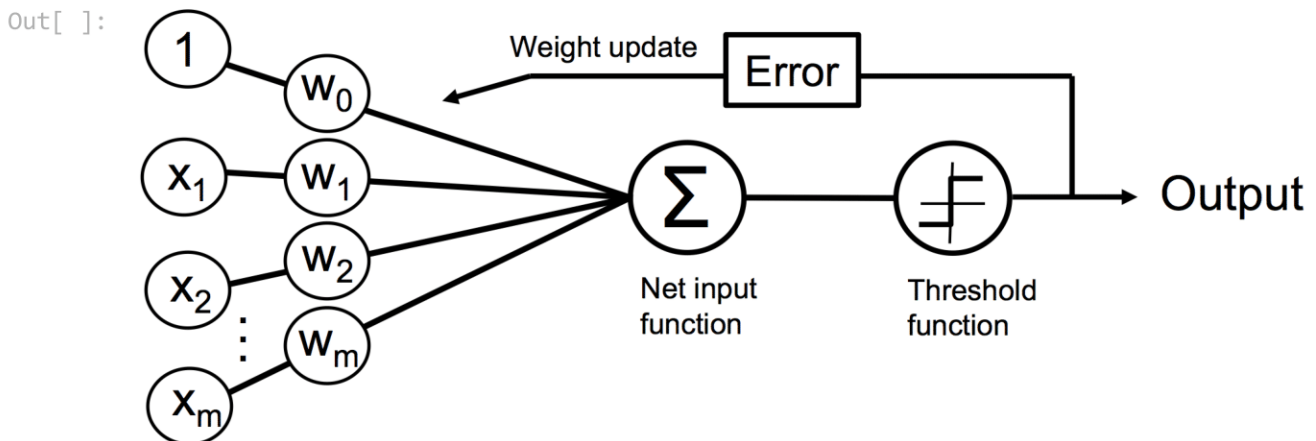 Out[ ]:
1
Weight update
Error
w0
x1
w1
Σ
Output
w2
x2
Net input
function
Threshold
function
⋮
wm
xm